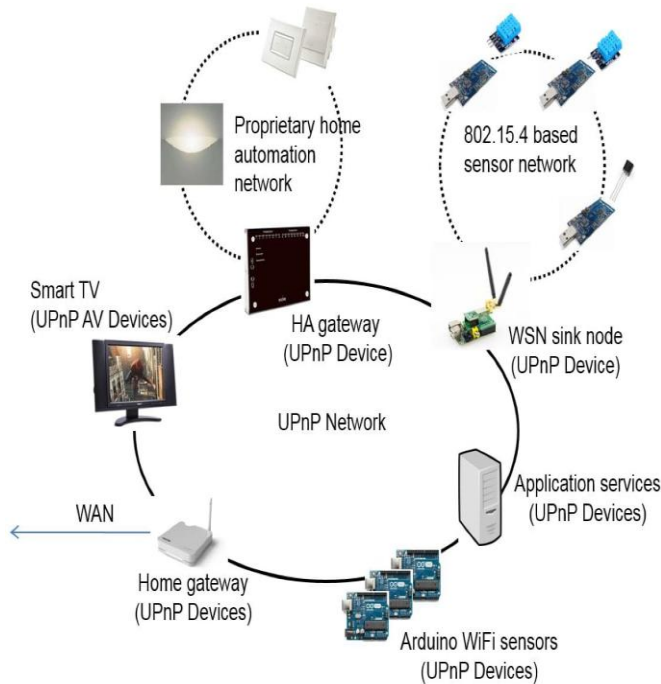 Proprietary home
automation
network
802.15.4 based
sensor network
Smart TV
(UPnP AV Devices)
HA gateway
(UPnP Device)
WSN sink node
(UPnP Device)
UPnP Network
Application services
(UPnP Devices)
WAN
Home gateway
(UPnP Devices)
Arduino WiFi sensors
(UPnP Devices)